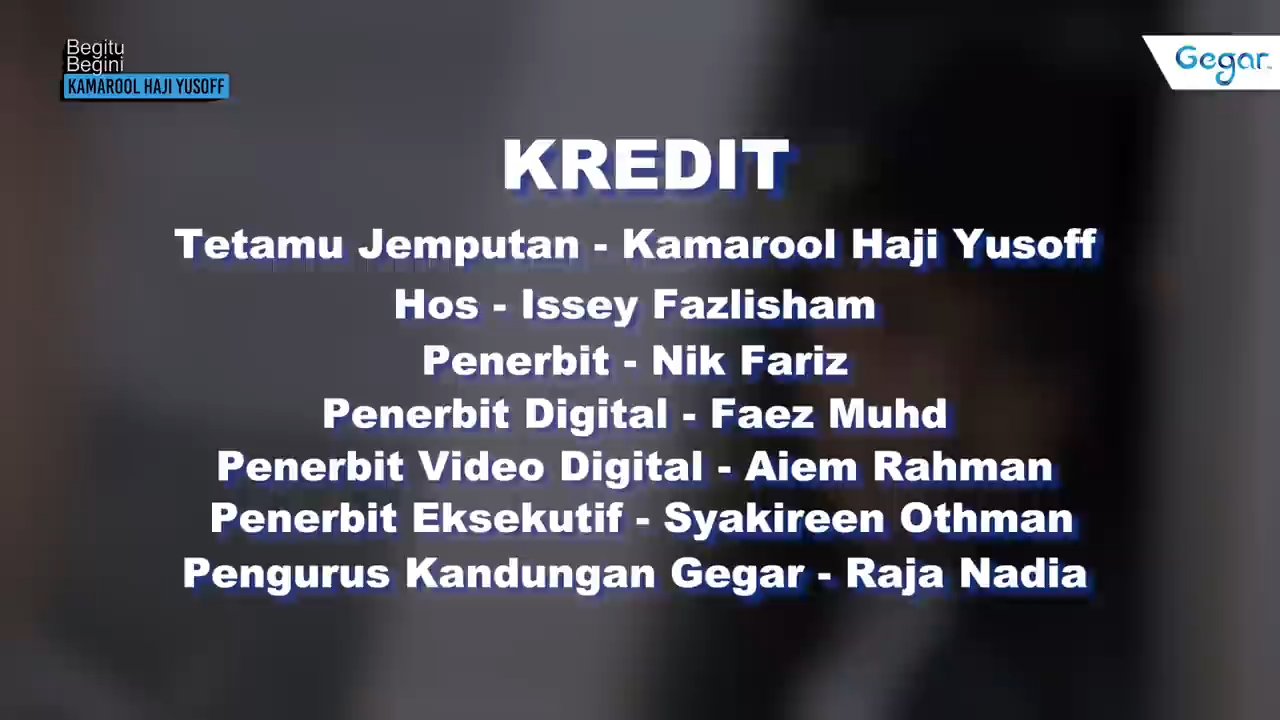 Begitu
Begini
KAMAROOL HAJI YUSOFF
Gegar
KREDIT
Tetamu Jemputan - Kamarool Haji Yusoff
Hos - Issey Fazlisham
Penerbit - Nik Fariz
Penerbit Digital - Faez Muhd
Penerbit Video Digital - Aiem Rahman
Penerbit Eksekutif - Syakireen Othman
Pengurus Kandungan Gegar - Raja Nadia